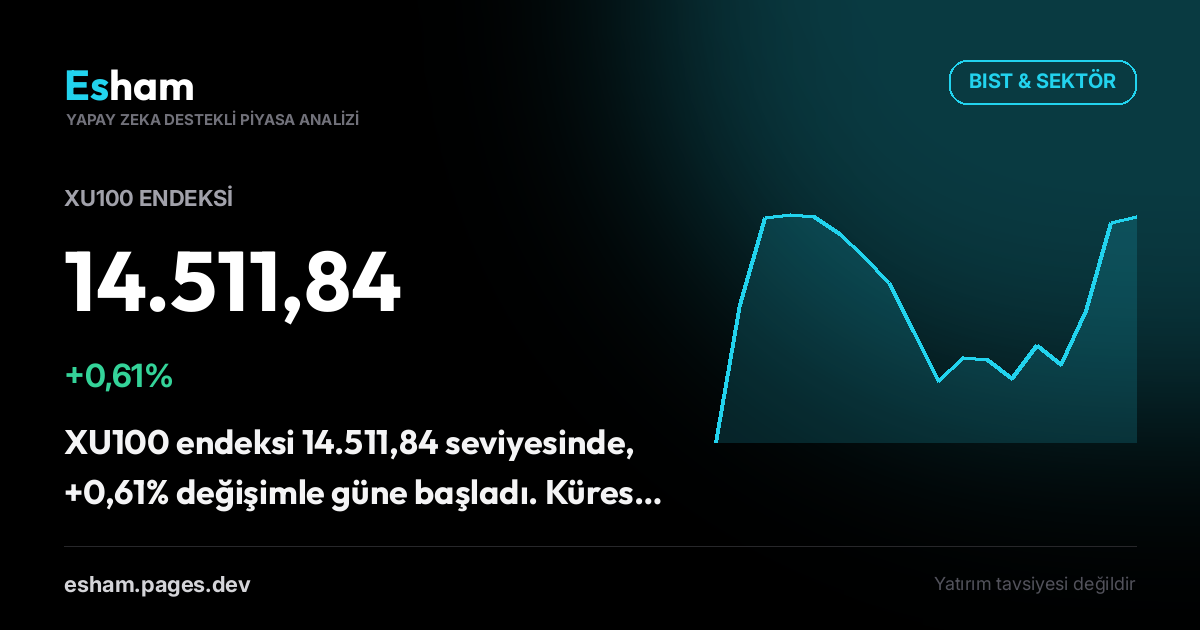 Esham
BIST & SEKTÖR
YAPAY ZEKA DESTEKLİ PİYASA ANALİZİ
XU100 ENDEKSİ
14.511,84
+0,61%
XU100 endeksi 14.511,84 seviyesinde,
+0,61% değişimle güne başladı. Küres...
esham.pages.dev
Yatırım tavsiyesi değildir